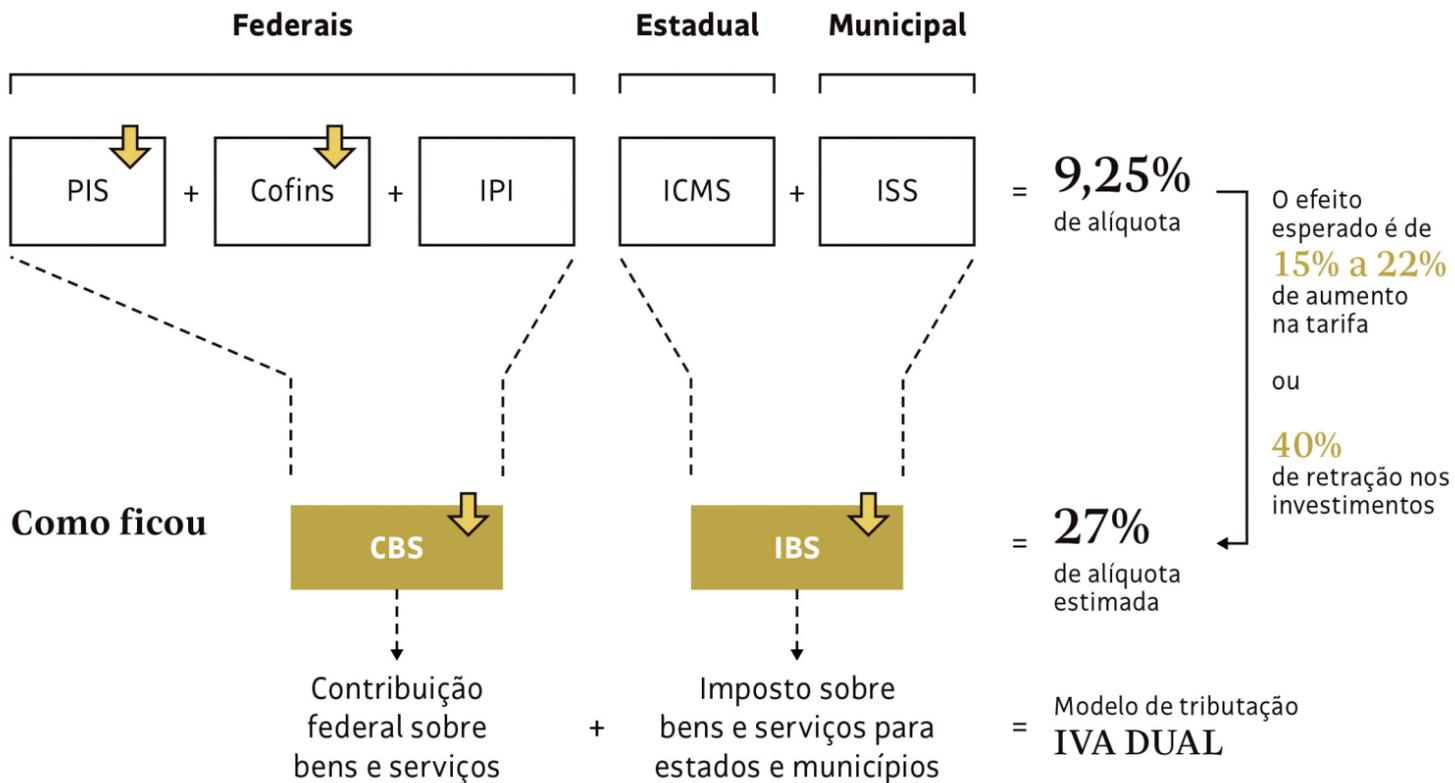 Federais
Estadual
Municipal
PIS
+
Cofins
+
IPI
ICMS
+
ISS
=
9,25%
de alíquota
O efeito
esperado é de
15% a 22%
de aumento
na tarifa
ou
40%
de retração nos
investimentos
Como ficou
CBS
IBS
=
27%
de alíquota
estimada
Contribuição
federal sobre
bens e serviços
+
Imposto sobre
bens e serviços para
estados e municípios
=
Modelo de tributação
IVA DUAL